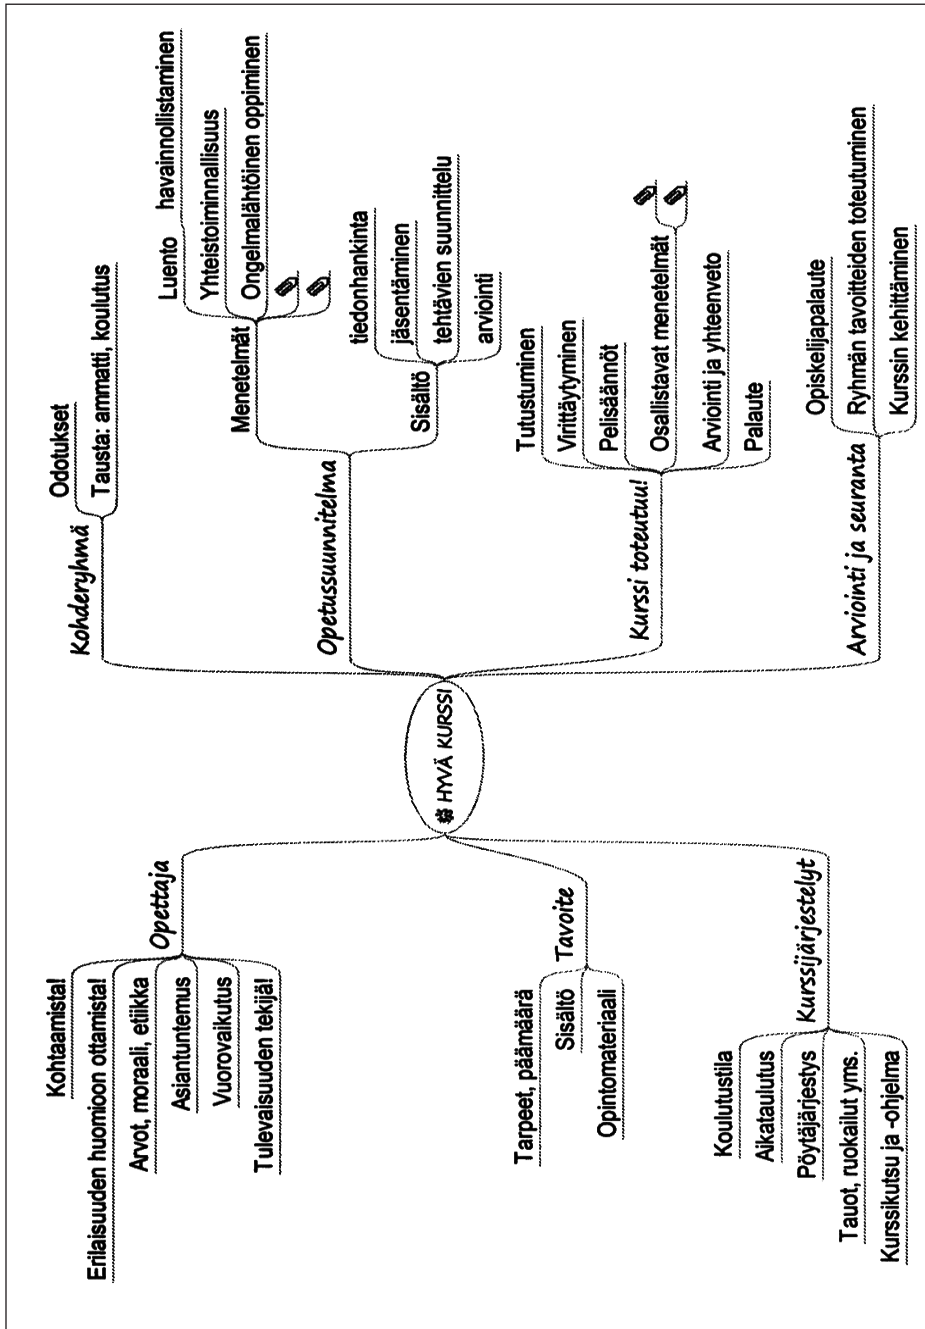 HYVÄ KURSSI
Opettaja
Kohtaamista!
Erilaisuuden huomioon ottamista!
Arvot, moraali, etiikka
Asiantuntemus
Vuorovaikutus
Tulevaisuuden tekijä!
Tavoite
Tarpeet, päämäärä
Sisältö
Opintomateriaali
Kurssijärjestelyt
Koulutustila
Aikataulutus
Pöytäjärjestys
Tauot, ruokailut yms.
Kurssikutsu ja -ohjelma
Kohderyhmä
Odotukset
Tausta: ammatti, koulutus
Opetussuunnitelma
Menetelmät
Luento havainnollistaminen
Yhteistoiminnallisuus
Ongelmalähtöinen oppiminen
Sisältö
tiedonhankinta
jäsentäminen
tehtävien suunnittelu
arviointi
Kurssi toteutuu!
Tutustuminen
Virittäytyminen
Pelisäännöt
Osallistavat menetelmät
Arviointi ja yhteenveto
Palaute
Arviointi ja seuranta
Opiskelijapalaute
Ryhmän tavoitteiden toteutuminen
Kurssin kehittäminen